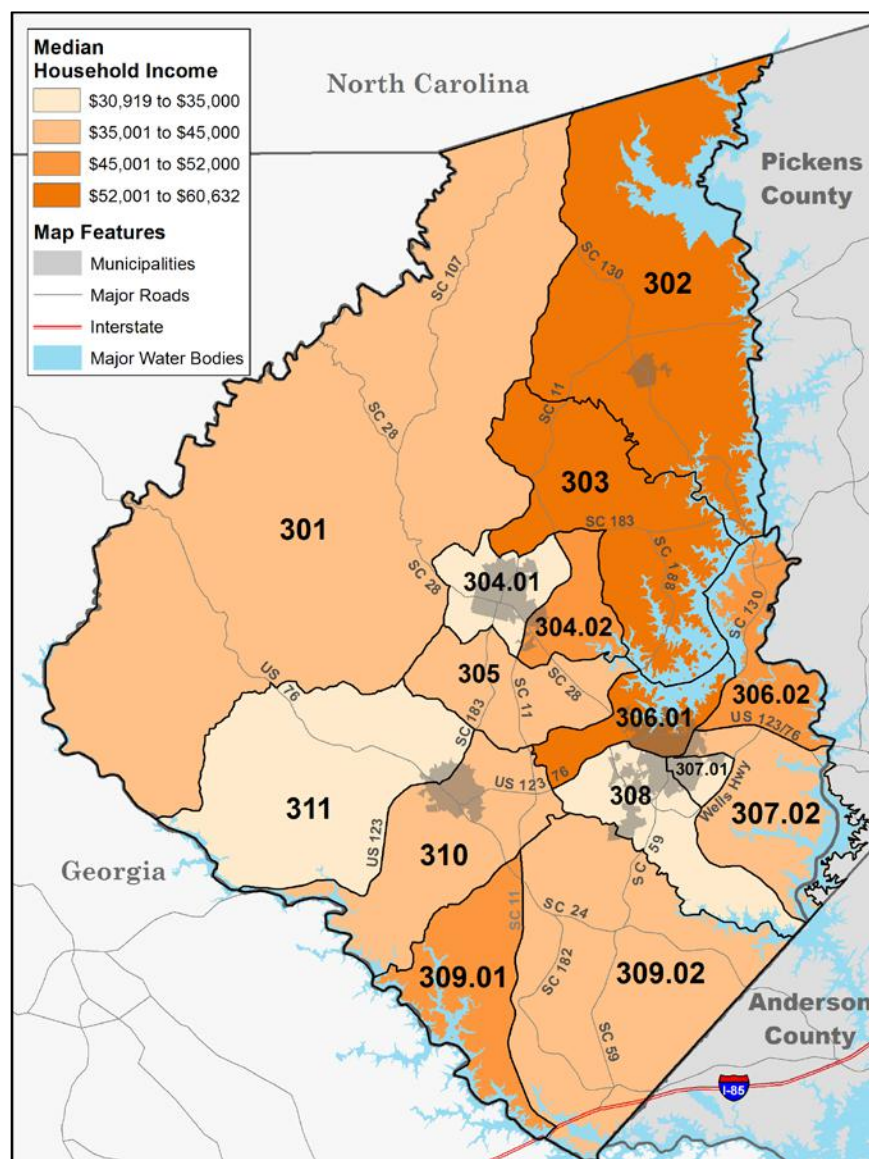 Median
Household Income
$30,919 to $35,000
$35,001 to $45,000
$45,001 to $52,000
$52,001 to $60,632
Map Features
Municipalities
Major Roads
Interstate
Major Water Bodies
North Carolina
Pickens
County
SC 107
SC 130
302
SC 28
SC 11
303
301
SC 183
SC 188
304.01
SC 28
304.02
SC 130
305
SC 28
US 76
SC 183
SC 11
306.01
306.02
US 123/76
307.01
US 123 76
308
Wells Hwy
311
307.02
US 123
310
SC 59
Georgia
SC 11
SC 24
309.01
SC 182
309.02
Anderson
County
SC 59
I-85